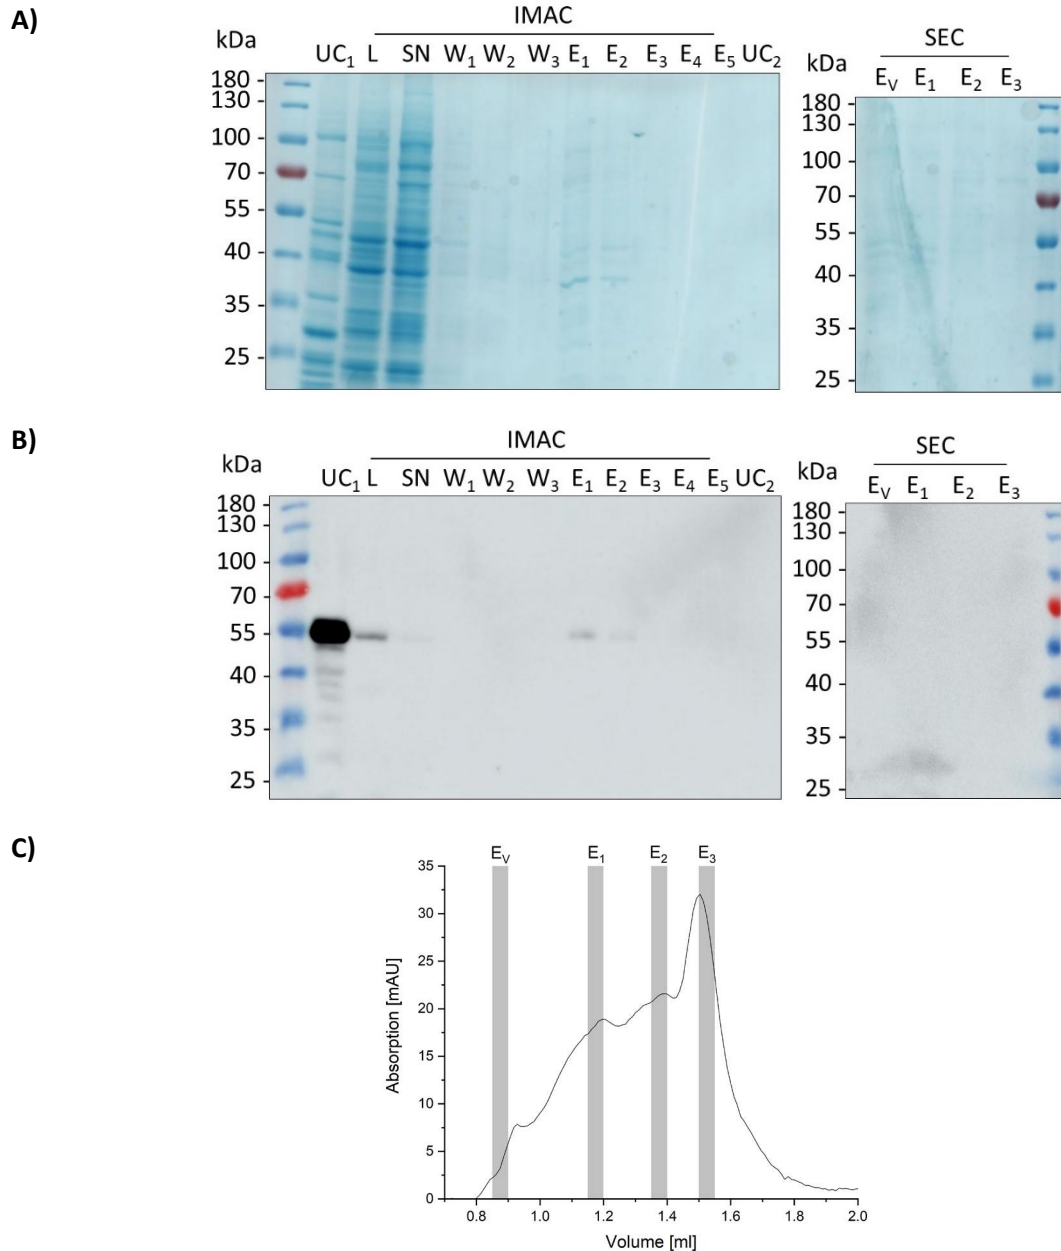 A)
IMAC
kDa
UC₁ L SN W₁ W₂ W₃ E₁ E₂ E₃ E₄ E₅ UC₂
180
130
100
70
55
40
35
25
SEC
kDa
Eᵥ E₁ E₂ E₃
180
130
100
70
55
40
35
25
B)
IMAC
kDa
UC₁ L SN W₁ W₂ W₃ E₁ E₂ E₃ E₄ E₅ UC₂
180
130
100
70
55
40
35
25
SEC
kDa
Eᵥ E₁ E₂ E₃
180
130
100
70
55
40
35
25
C)
Eᵥ E₁ E₂ E₃
35
30
25
20
15
10
5
0
Absorption [mAU]
0.8 1.0 1.2 1.4 1.6 1.8 2.0
Volume [ml]